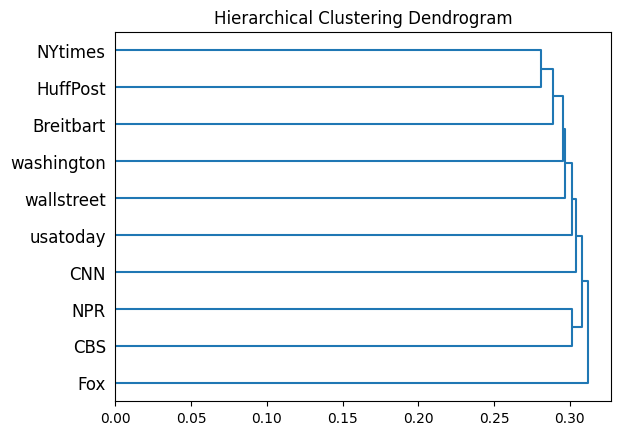 Hierarchical Clustering Dendrogram
NYtimes
HuffPost
Breitbart
washington
wallstreet
usatoday
CNN
NPR
CBS
Fox
0.00 0.05 0.10 0.15 0.20 0.25 0.30